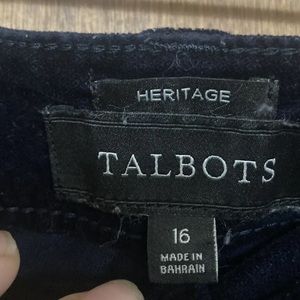 HERITAGE
TALBOTS
16
MADE IN
BAHRAIN